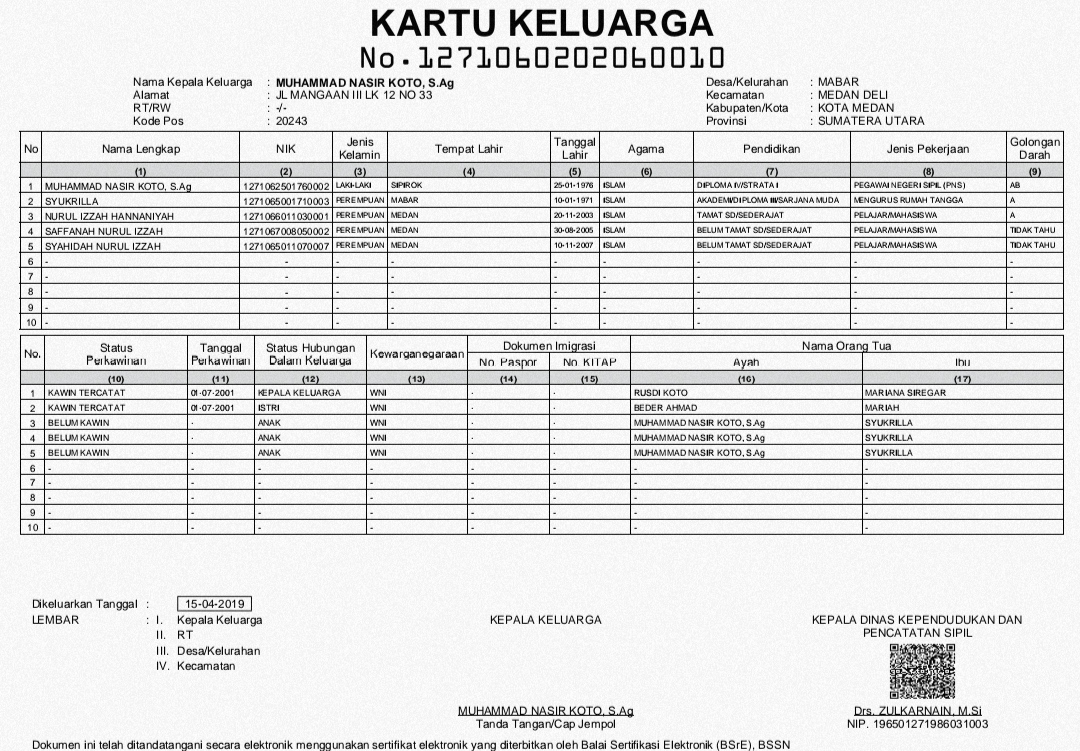 KARTU KELUARGA
No.1271060202060010
Nama Kepala Keluarga : MUHAMMAD NASIR KOTO, S.Ag
Alamat : JL MANGAAN III LK 12 NO 33
RT/RW : -/-
Kode Pos : 20243
Desa/Kelurahan : MABAR
Kecamatan : MEDAN DELI
Kabupaten/Kota : KOTA MEDAN
Provinsi : SUMATERA UTARA
No Nama Lengkap NIK Jenis Kelamin Tempat Lahir Tanggal Lahir Agama Pendidikan Jenis Pekerjaan Golongan Darah
(1) (2) (3) (4) (5) (6) (7) (8) (9)
1 MUHAMMAD NASIR KOTO, S.Ag 1271062501760002 LAKI-LAKI SIPIROK 25-01-1976 ISLAM DIPLOMA IV/STRATA I PEGAWAI NEGERI SIPIL (PNS) AB
2 SYUKRILLA 1271065001710003 PEREMPUAN MABAR 10-01-1971 ISLAM AKADEMI/DIPLOMA III/SARJANA MUDA MENGURUS RUMAH TANGGA A
3 NURUL IZZAH HANNANIYAH 1271066011030001 PEREMPUAN MEDAN 20-11-2003 ISLAM TAMAT SD/SEDERAJAT PELAJAR/MAHASISWA A
4 SAFFANAH NURUL IZZAH 1271067008050002 PEREMPUAN MEDAN 30-08-2005 ISLAM BELUM TAMAT SD/SEDERAJAT PELAJAR/MAHASISWA TIDAK TAHU
5 SYAHIDAH NURUL IZZAH 1271065011070007 PEREMPUAN MEDAN 10-11-2007 ISLAM BELUM TAMAT SD/SEDERAJAT PELAJAR/MAHASISWA TIDAK TAHU
6 - - - - - - - - -
7 - - - - - - - - -
8 - - - - - - - - -
9 - - - - - - - - -
10 - - - - - - - - -
No. Status Perkawinan Tanggal Perkawinan Status Hubungan Dalam Keluarga Kewarganegaraan Dokumen Imigrasi Nama Orang Tua
No. Paspor No. KITAP Ayah Ibu
(10) (11) (12) (13) (14) (15) (16) (17)
1 KAWIN TERCATAT 01-07-2001 KEPALA KELUARGA WNI - - RUSDI KOTO MARIANA SIREGAR
2 KAWIN TERCATAT 01-07-2001 ISTRI WNI - - BEDER AHMAD MARIAH
3 BELUM KAWIN - ANAK WNI - - MUHAMMAD NASIR KOTO, S.Ag SYUKRILLA
4 BELUM KAWIN - ANAK WNI - - MUHAMMAD NASIR KOTO, S.Ag SYUKRILLA
5 BELUM KAWIN - ANAK WNI - - MUHAMMAD NASIR KOTO, S.Ag SYUKRILLA
6 - - - - - - - -
7 - - - - - - - -
8 - - - - - - - -
9 - - - - - - - -
10 - - - - - - - -
Dikeluarkan Tanggal : 15-04-2019
LEMBAR : I. Kepala Keluarga
II. RT
III. Desa/Kelurahan
IV. Kecamatan
KEPALA KELUARGA
MUHAMMAD NASIR KOTO, S.Ag
Tanda Tangan/Cap Jempol
KEPALA DINAS KEPENDUDUKAN DAN
PENCATATAN SIPIL
Drs. ZULKARNAIN, M.Si
NIP. 196501271986031003
Dokumen ini telah ditandatangani secara elektronik menggunakan sertifikat elektronik yang diterbitkan oleh Balai Sertifikasi Elektronik (BSrE), BSSN